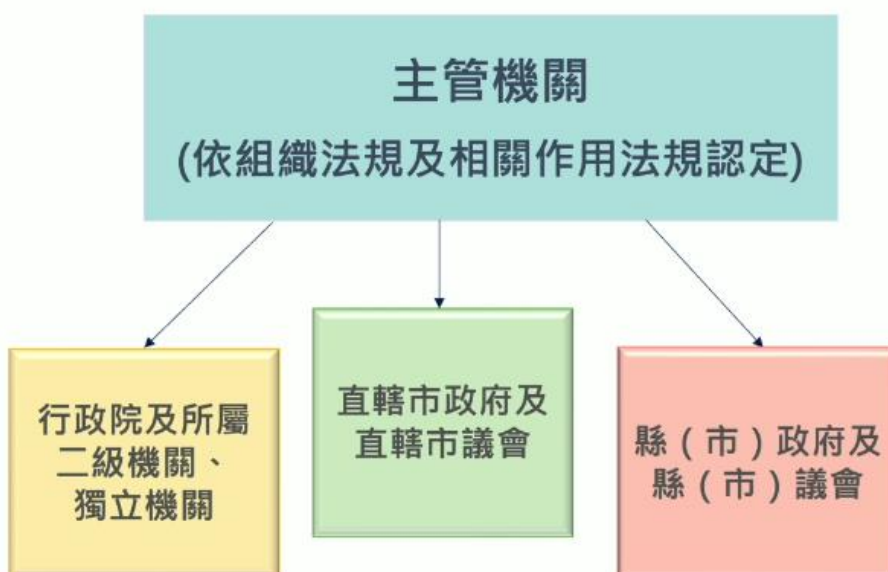 主管機關
(依組織法規及相關作用法規認定)
行政院及所屬
二級機關、
獨立機關
直轄市政府及
直轄市議會
縣（市）政府及
縣（市）議會